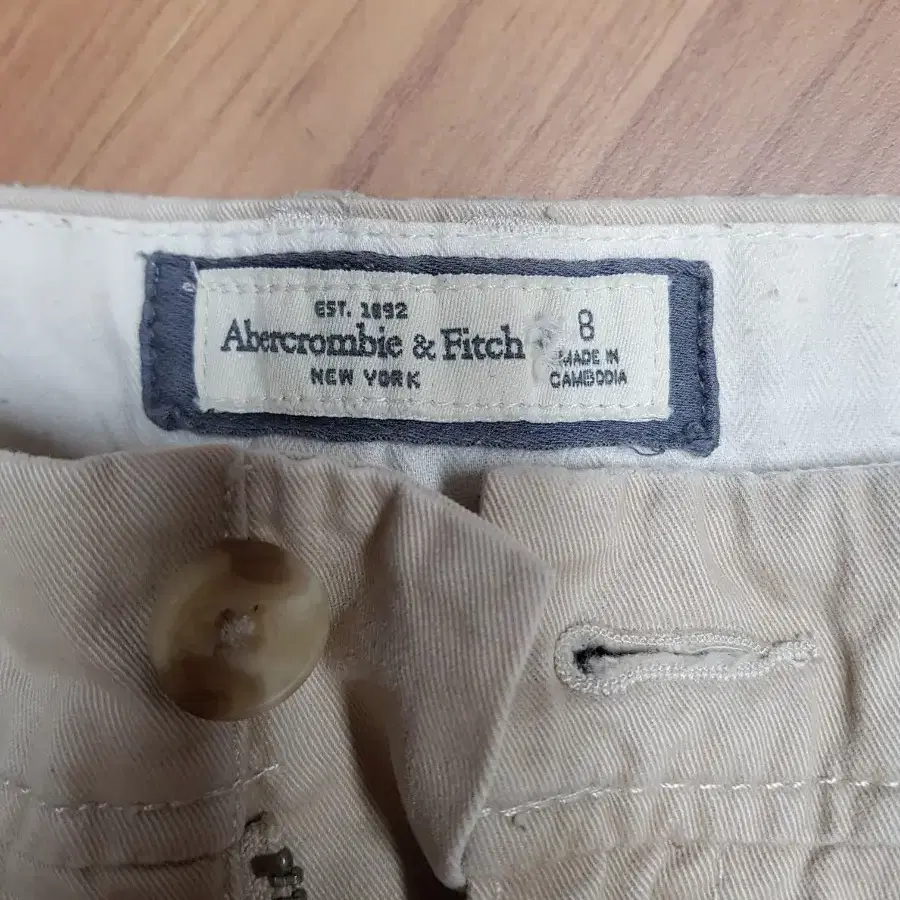 EST. 1892
Abercrombie & Fitch
NEW YORK
8
MADE IN
CAMBODIA